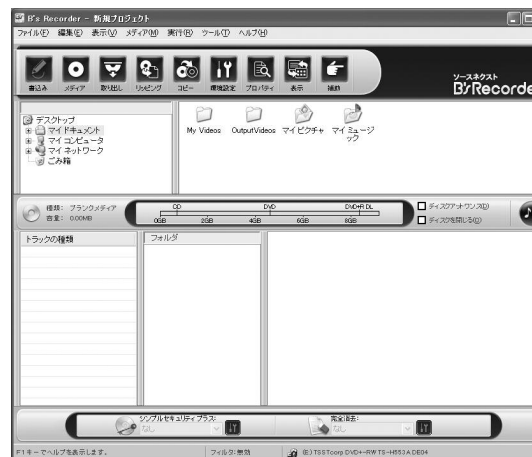 B's Recorder - 新規プロジェクト
ファイル(F) 編集(E) 表示(V) メディア(M) 実行(R) ツール(T) ヘルプ(H)
書込み メディア 取り出し リッピング コピー 環境設定 プロパティ 表示 補助
ソースネクスト
B's Recorde
デスクトップ
マイドキュメント
マイコンピュータ
マイネットワーク
ごみ箱
My Videos OutputVideos マイピクチャ マイミュージック
種類: ブランクメディア
容量: 0.00MB
CD DVD DVD+R DL
0GB 2GB 4GB 6GB 8GB
ディスクアットワンス(D)
ディスクを閉じる(O)
トラックの種類 フォルダ
シンプルセキュリティプラス: 完全消去:
なし なし
F1キーでヘルプを表示します。 フィルタ:無効 (E:)TSSTcorp DVD+-RW TS-H553A DE04